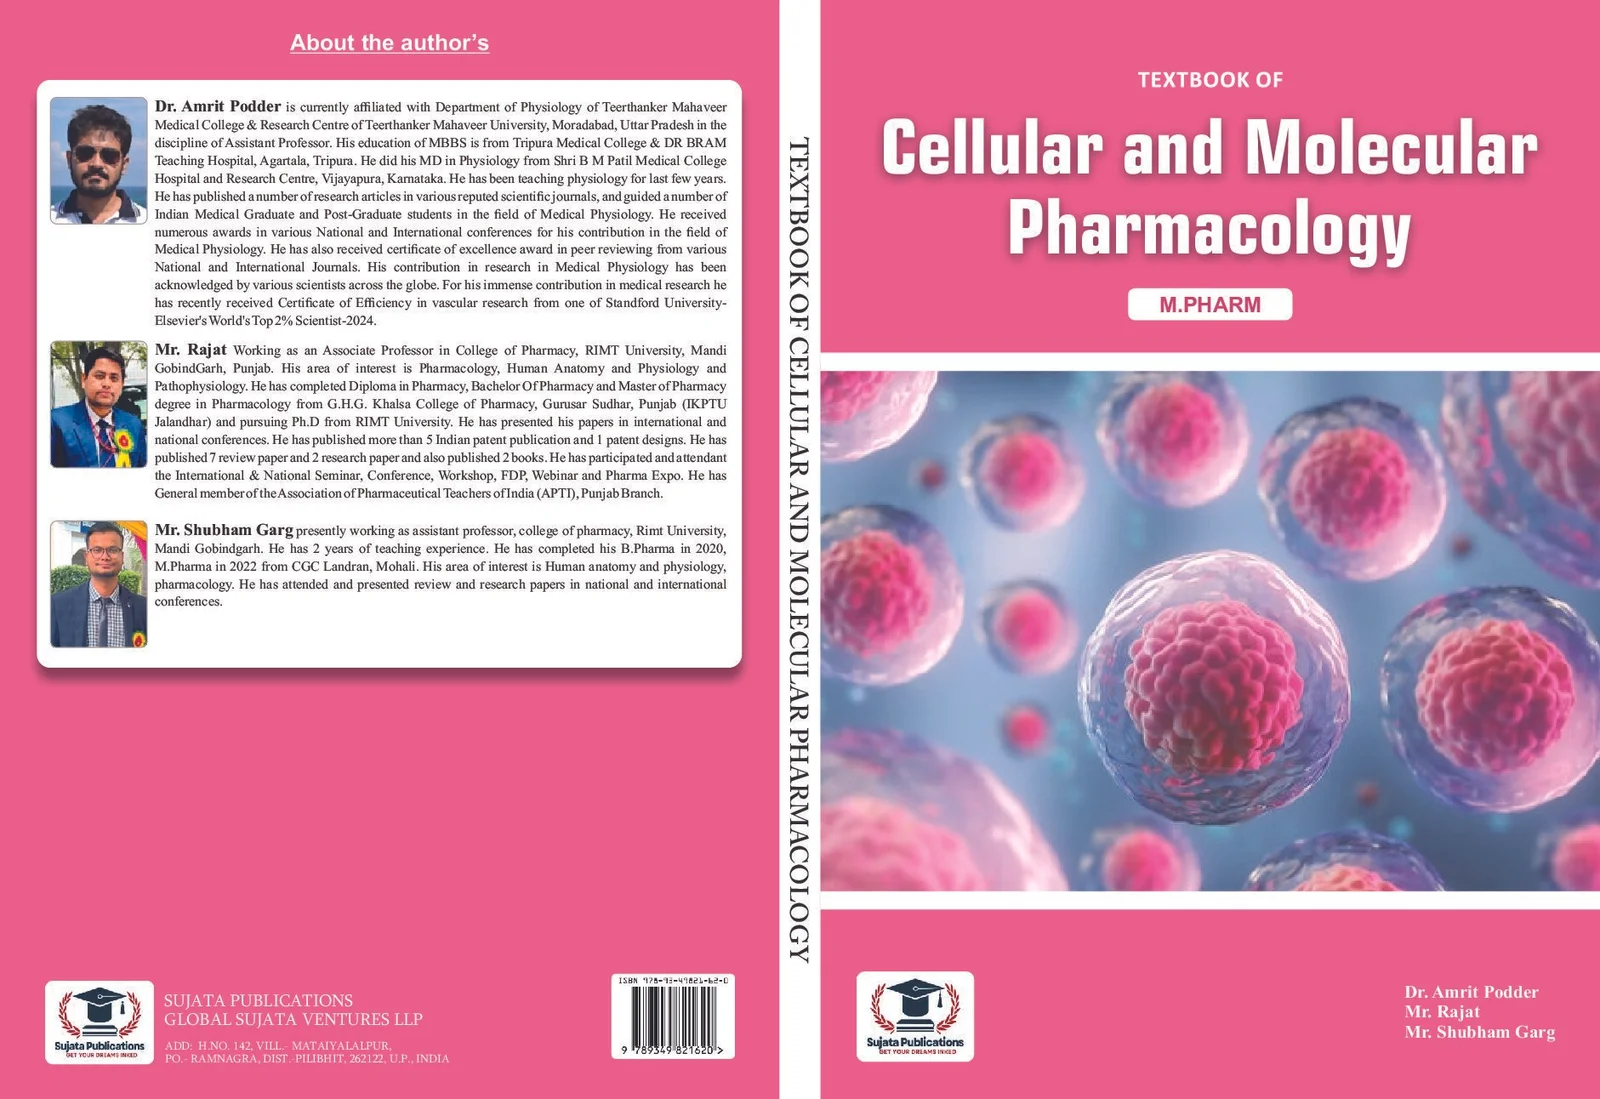 About the author's
Dr. Amrit Podder is currently affiliated with Department of Physiology of Teerthanker Mahaveer
Medical College & Research Centre of Teerthanker Mahaveer University, Moradabad, Uttar Pradesh in the
discipline of Assistant Professor. His education of MBBS is from Tripura Medical College & DR BRAM
Teaching Hospital, Agartala, Tripura. He did his MD in Physiology from Shri B M Patil Medical College
Hospital and Research Centre, Vijayapura, Karnataka. He has been teaching physiology for last few years.
He has published a number of research articles in various reputed scientific journals, and guided a number of
Indian Medical Graduate and Post-Graduate students in the field of Medical Physiology. He received
numerous awards in various National and International conferences for his contribution in the field of
Medical Physiology. He has also received certificate of excellence award in peer reviewing from various
National and International Journals. His contribution in research in Medical Physiology has been
acknowledged by various scientists across the globe. For his immense contribution in medical research he
has recently received Certificate of Efficiency in vascular research from one of Standford University-
Elsevier's World's Top 2% Scientist-2024.
Mr. Rajat Working as an Associate Professor in College of Pharmacy, RIMT University, Mandi
GobindGarh, Punjab. His area of interest is Pharmacology, Human Anatomy and Physiology and
Pathophysiology. He has completed Diploma in Pharmacy, Bachelor Of Pharmacy and Master of Pharmacy
degree in Pharmacology from G.H.G. Khalsa College of Pharmacy, Gurusar Sudhar, Punjab (IKPTU
Jalandhar) and pursuing Ph.D from RIMT University. He has presented his papers in international and
national conferences. He has published more than 5 Indian patent publication and 1 patent designs. He has
published 7 review paper and 2 research paper and also published 2 books. He has participated and attendant
the International & National Seminar, Conference, Workshop, FDP, Webinar and Pharma Expo. He has
General member of the Association of Pharmaceutical Teachers of India (APTI), Punjab Branch.
Mr. Shubham Garg presently working as assistant professor, college of pharmacy, Rimt University,
Mandi Gobindgarh. He has 2 years of teaching experience. He has completed his B.Pharma in 2020,
M.Pharma in 2022 from CGC Landran, Mohali. His area of interest is Human anatomy and physiology,
pharmacology. He has attended and presented review and research papers in national and international
conferences.
Sujata Publications
GET YOUR DREAMS INKED
SUJATA PUBLICATIONS
GLOBAL SUJATA VENTURES LLP
ADD: H.NO. 142, VILL.- MATAIYALALPUR,
PO.- RAMNAGRA, DIST.-PILIBHIT, 262122, U.P., INDIA
ISBN 978-93-49821-62-0
9 789349 821620 >
TEXTBOOK OF CELLULAR AND MOLECULAR PHARMACOLOGY
TEXTBOOK OF
Cellular and Molecular
Pharmacology
M.PHARM
Sujata Publications
GET YOUR DREAMS INKED
Dr. Amrit Podder
Mr. Rajat
Mr. Shubham Garg